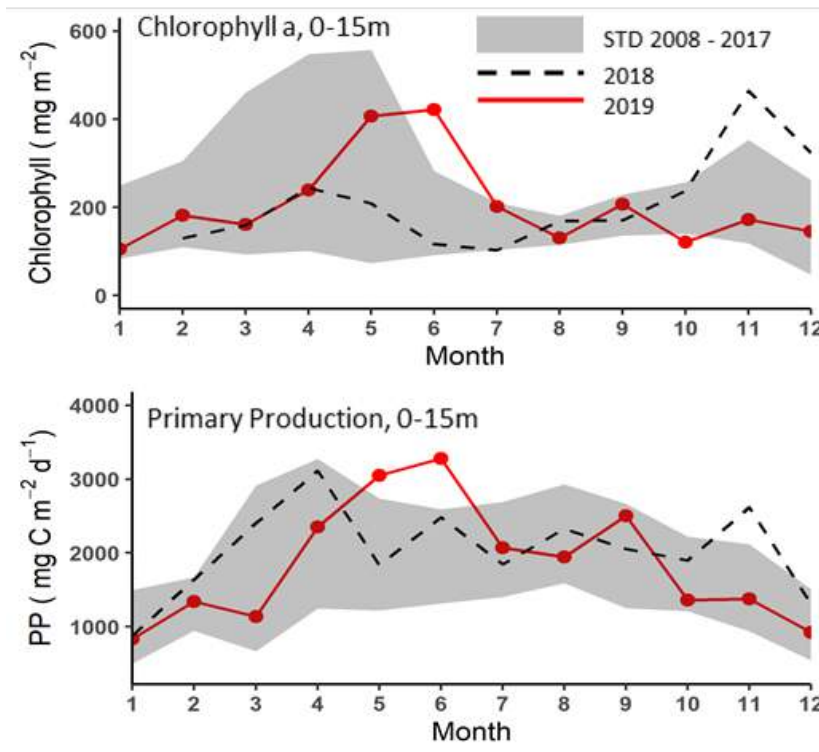 Chlorophyll a, 0-15m
STD 2008 - 2017
2018
2019
Chlorophyll ( mg m⁻²)
600
400
200
0
1 2 3 4 5 6 7 8 9 10 11 12
Month
Primary Production, 0-15m
PP ( mg C m⁻² d⁻¹)
4000
3000
2000
1000
1 2 3 4 5 6 7 8 9 10 11 12
Month